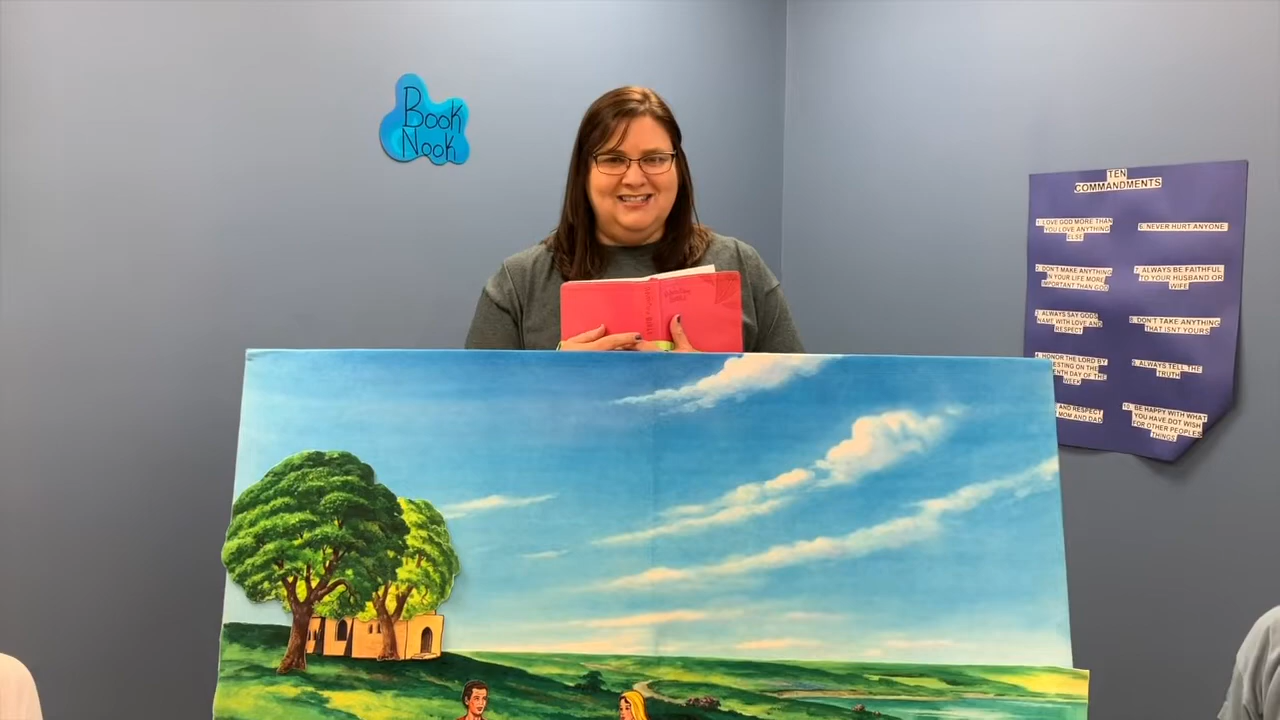 Book
Nook
TEN
COMMANDMENTS
1. LOVE GOD MORE THAN
YOU LOVE ANYTHING
ELSE
2. DON'T MAKE ANYTHING
IN YOUR LIFE MORE
IMPORTANT THAN GOD
3. ALWAYS SAY GODS
NAME WITH LOVE AND
RESPECT
4. HONOR THE LORD BY
ESTING ON THE
ENTH DAY OF THE
WEEK
AND RESPECT
MOM AND DAD
6. NEVER HURT ANYONE
7. ALWAYS BE FAITHFUL
TO YOUR HUSBAND OR
WIFE
8. DON'T TAKE ANYTHING
THAT ISNT YOURS
9. ALWAYS TELL THE
TRUTH
10. BE HAPPY WITH WHAT
YOU HAVE DOT WISH
FOR OTHER PEOPLES
THINGS